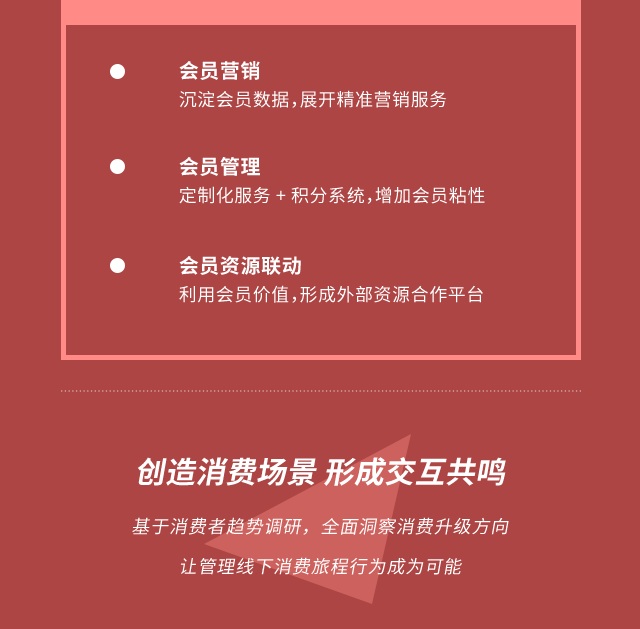 会员营销
沉淀会员数据，展开精准营销服务
会员管理
定制化服务 + 积分系统，增加会员粘性
会员资源联动
利用会员价值，形成外部资源合作平台
创造消费场景 形成交互共鸣
基于消费者趋势调研，全面洞察消费升级方向
让管理线下消费旅程行为成为可能